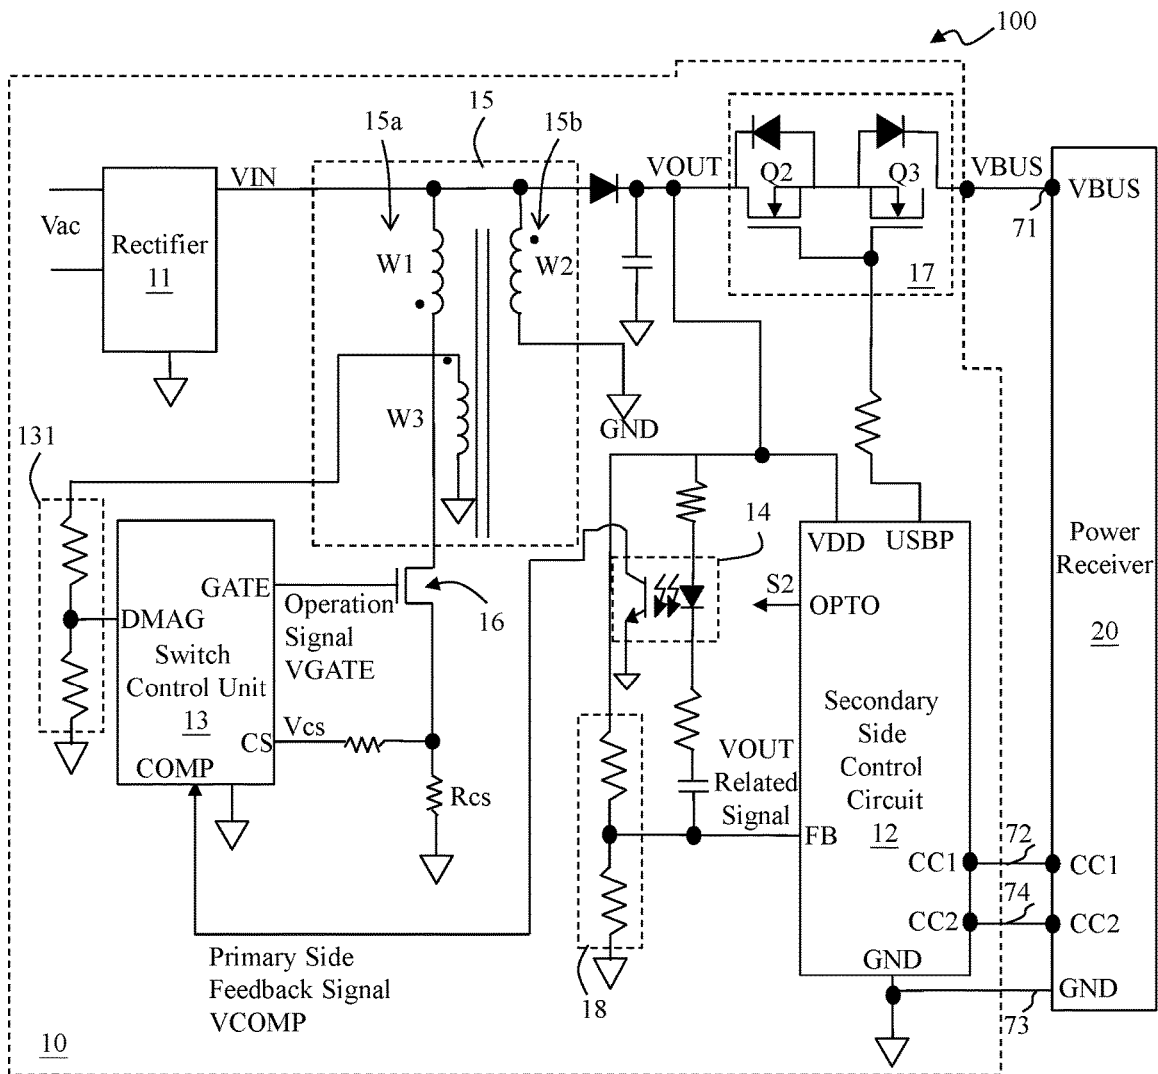 100
15a
15
15b
VIN
VOUT
Q2
Q3
VBUS
VBUS
71
Vac
Rectifier
11
W1
W2
17
W3
GND
131
14
VDD
USBP
Power
Receiver
20
GATE
Operation
Signal
VGATE
16
S2
OPTO
DMAG
Switch
Control Unit
13
Secondary
Side
Control
Circuit
12
CS
Vcs
VOUT
Related
Signal
COMP
Rcs
FB
72
CC1
CC1
74
CC2
CC2
GND
GND
73
Primary Side
Feedback Signal
VCOMP
18
10